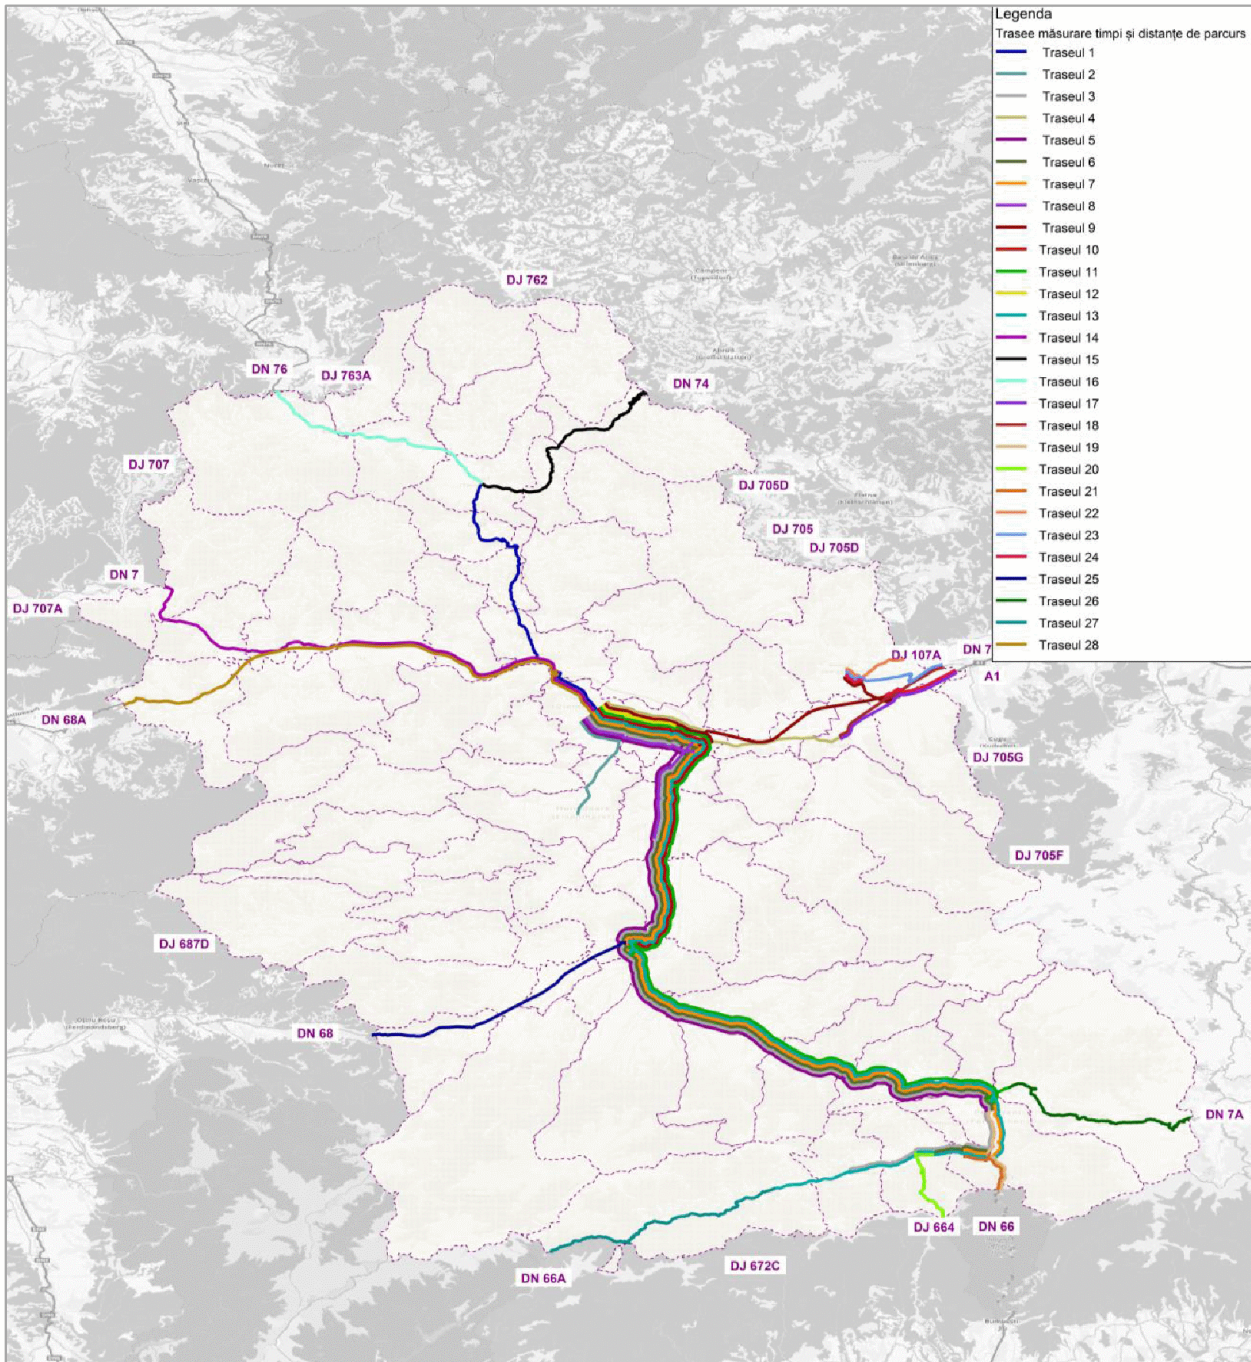 Legenda
Trasee măsurare timpi și distanțe de parcurs
Traseul 1
Traseul 2
Traseul 3
Traseul 4
Traseul 5
Traseul 6
Traseul 7
Traseul 8
Traseul 9
Traseul 10
Traseul 11
Traseul 12
Traseul 13
Traseul 14
Traseul 15
Traseul 16
Traseul 17
Traseul 18
Traseul 19
Traseul 20
Traseul 21
Traseul 22
Traseul 23
Traseul 24
Traseul 25
Traseul 26
Traseul 27
Traseul 28
DJ 762
DN 76
DJ 763A
DN 74
DJ 707
DJ 705D
DJ 705
DJ 705D
DN 7
DJ 707A
DJ 107A
DN 7
A1
DN 68A
DJ 705G
DJ 705F
DJ 687D
DN 68
DN 7A
DJ 664
DN 66
DJ 672C
DN 66A